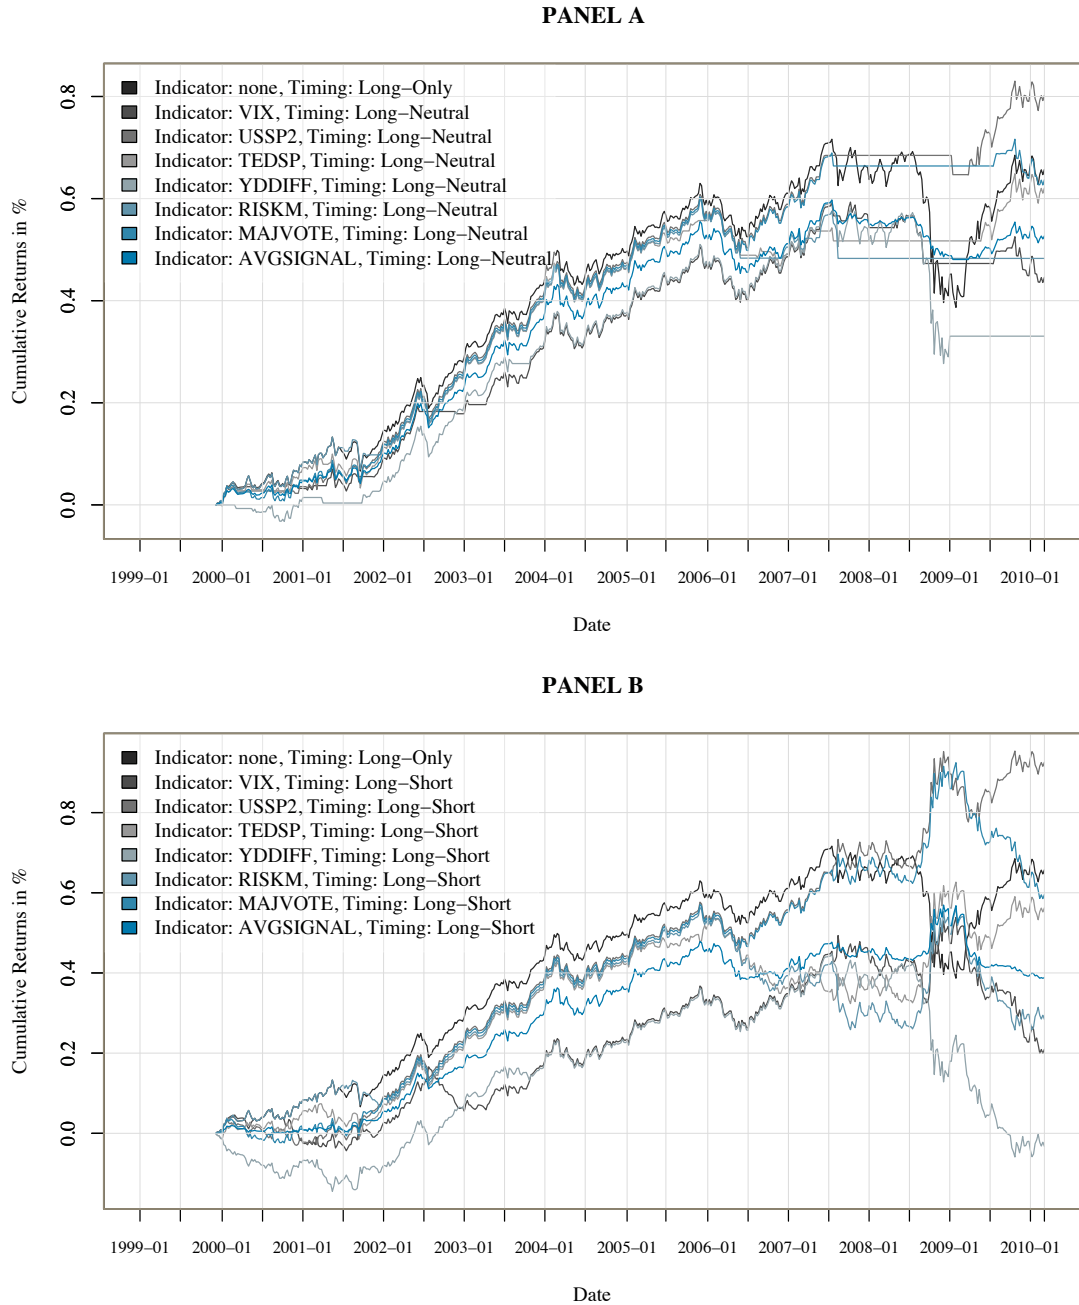 PANEL A
Cumulative Returns in %
0.8
0.6
0.4
0.2
0.0
Indicator: none, Timing: Long−Only
Indicator: VIX, Timing: Long−Neutral
Indicator: USSP2, Timing: Long−Neutral
Indicator: TEDSP, Timing: Long−Neutral
Indicator: YDDIFF, Timing: Long−Neutral
Indicator: RISKM, Timing: Long−Neutral
Indicator: MAJVOTE, Timing: Long−Neutral
Indicator: AVGSIGNAL, Timing: Long−Neutral
1999−01 2000−01 2001−01 2002−01 2003−01 2004−01 2005−01 2006−01 2007−01 2008−01 2009−01 2010−01
Date
PANEL B
Cumulative Returns in %
0.8
0.6
0.4
0.2
0.0
Indicator: none, Timing: Long−Only
Indicator: VIX, Timing: Long−Short
Indicator: USSP2, Timing: Long−Short
Indicator: TEDSP, Timing: Long−Short
Indicator: YDDIFF, Timing: Long−Short
Indicator: RISKM, Timing: Long−Short
Indicator: MAJVOTE, Timing: Long−Short
Indicator: AVGSIGNAL, Timing: Long−Short
1999−01 2000−01 2001−01 2002−01 2003−01 2004−01 2005−01 2006−01 2007−01 2008−01 2009−01 2010−01
Date